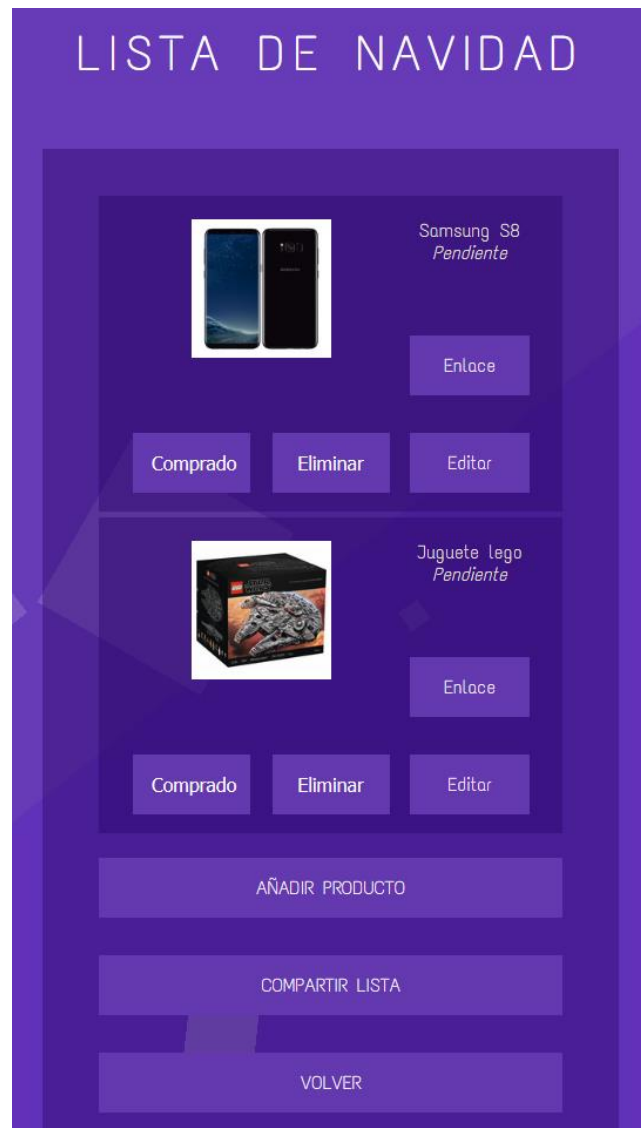 LISTA DE NAVIDAD
Samsung S8
Pendiente
Enlace
Comprado
Eliminar
Editar
Juguete lego
Pendiente
Enlace
Comprado
Eliminar
Editar
AÑADIR PRODUCTO
COMPARTIR LISTA
VOLVER